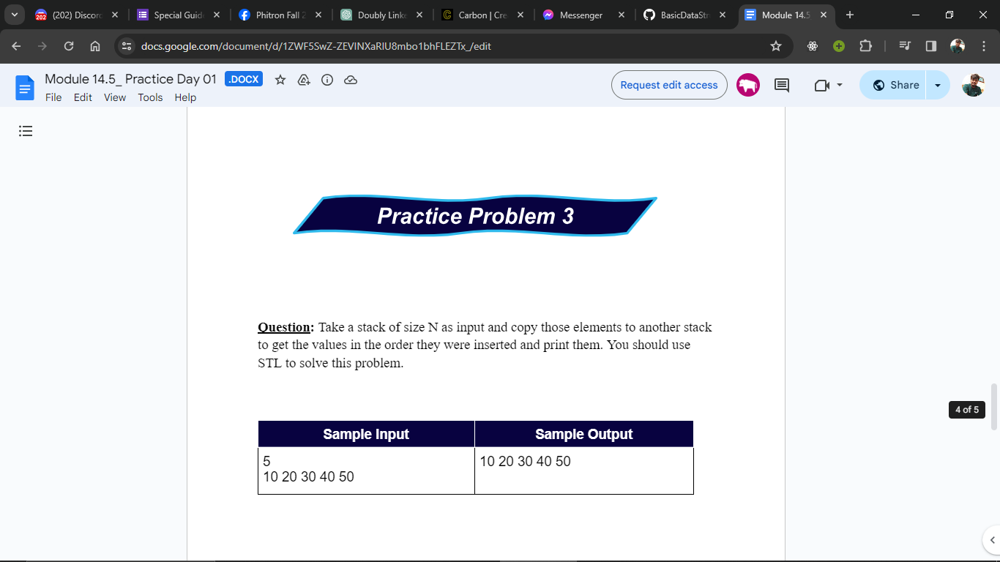 (202) Discord
Special Guid
Phitron Fall 2
Doubly Linke
Carbon | Cre
Messenger
BasicDataStr
Module 14.5
docs.google.com/document/d/1ZWF5SwZ-ZEVINXaRIU8mbo1bhFLEZTx_/edit
Module 14.5_ Practice Day 01 .DOCX
File Edit View Tools Help
Request edit access
Share
Practice Problem 3
Question: Take a stack of size N as input and copy those elements to another stack
to get the values in the order they were inserted and print them. You should use
STL to solve this problem.
4 of 5
Sample Input Sample Output
5 10 20 30 40 50
10 20 30 40 50